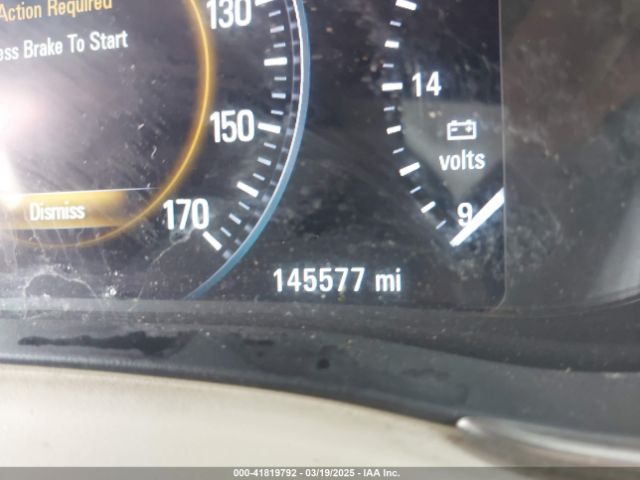 Action Required
ess Brake To Start
Dismiss
130
150
170
14
volts
9
145577 mi
000-41819792 - 03/19/2025 - IAA Inc.